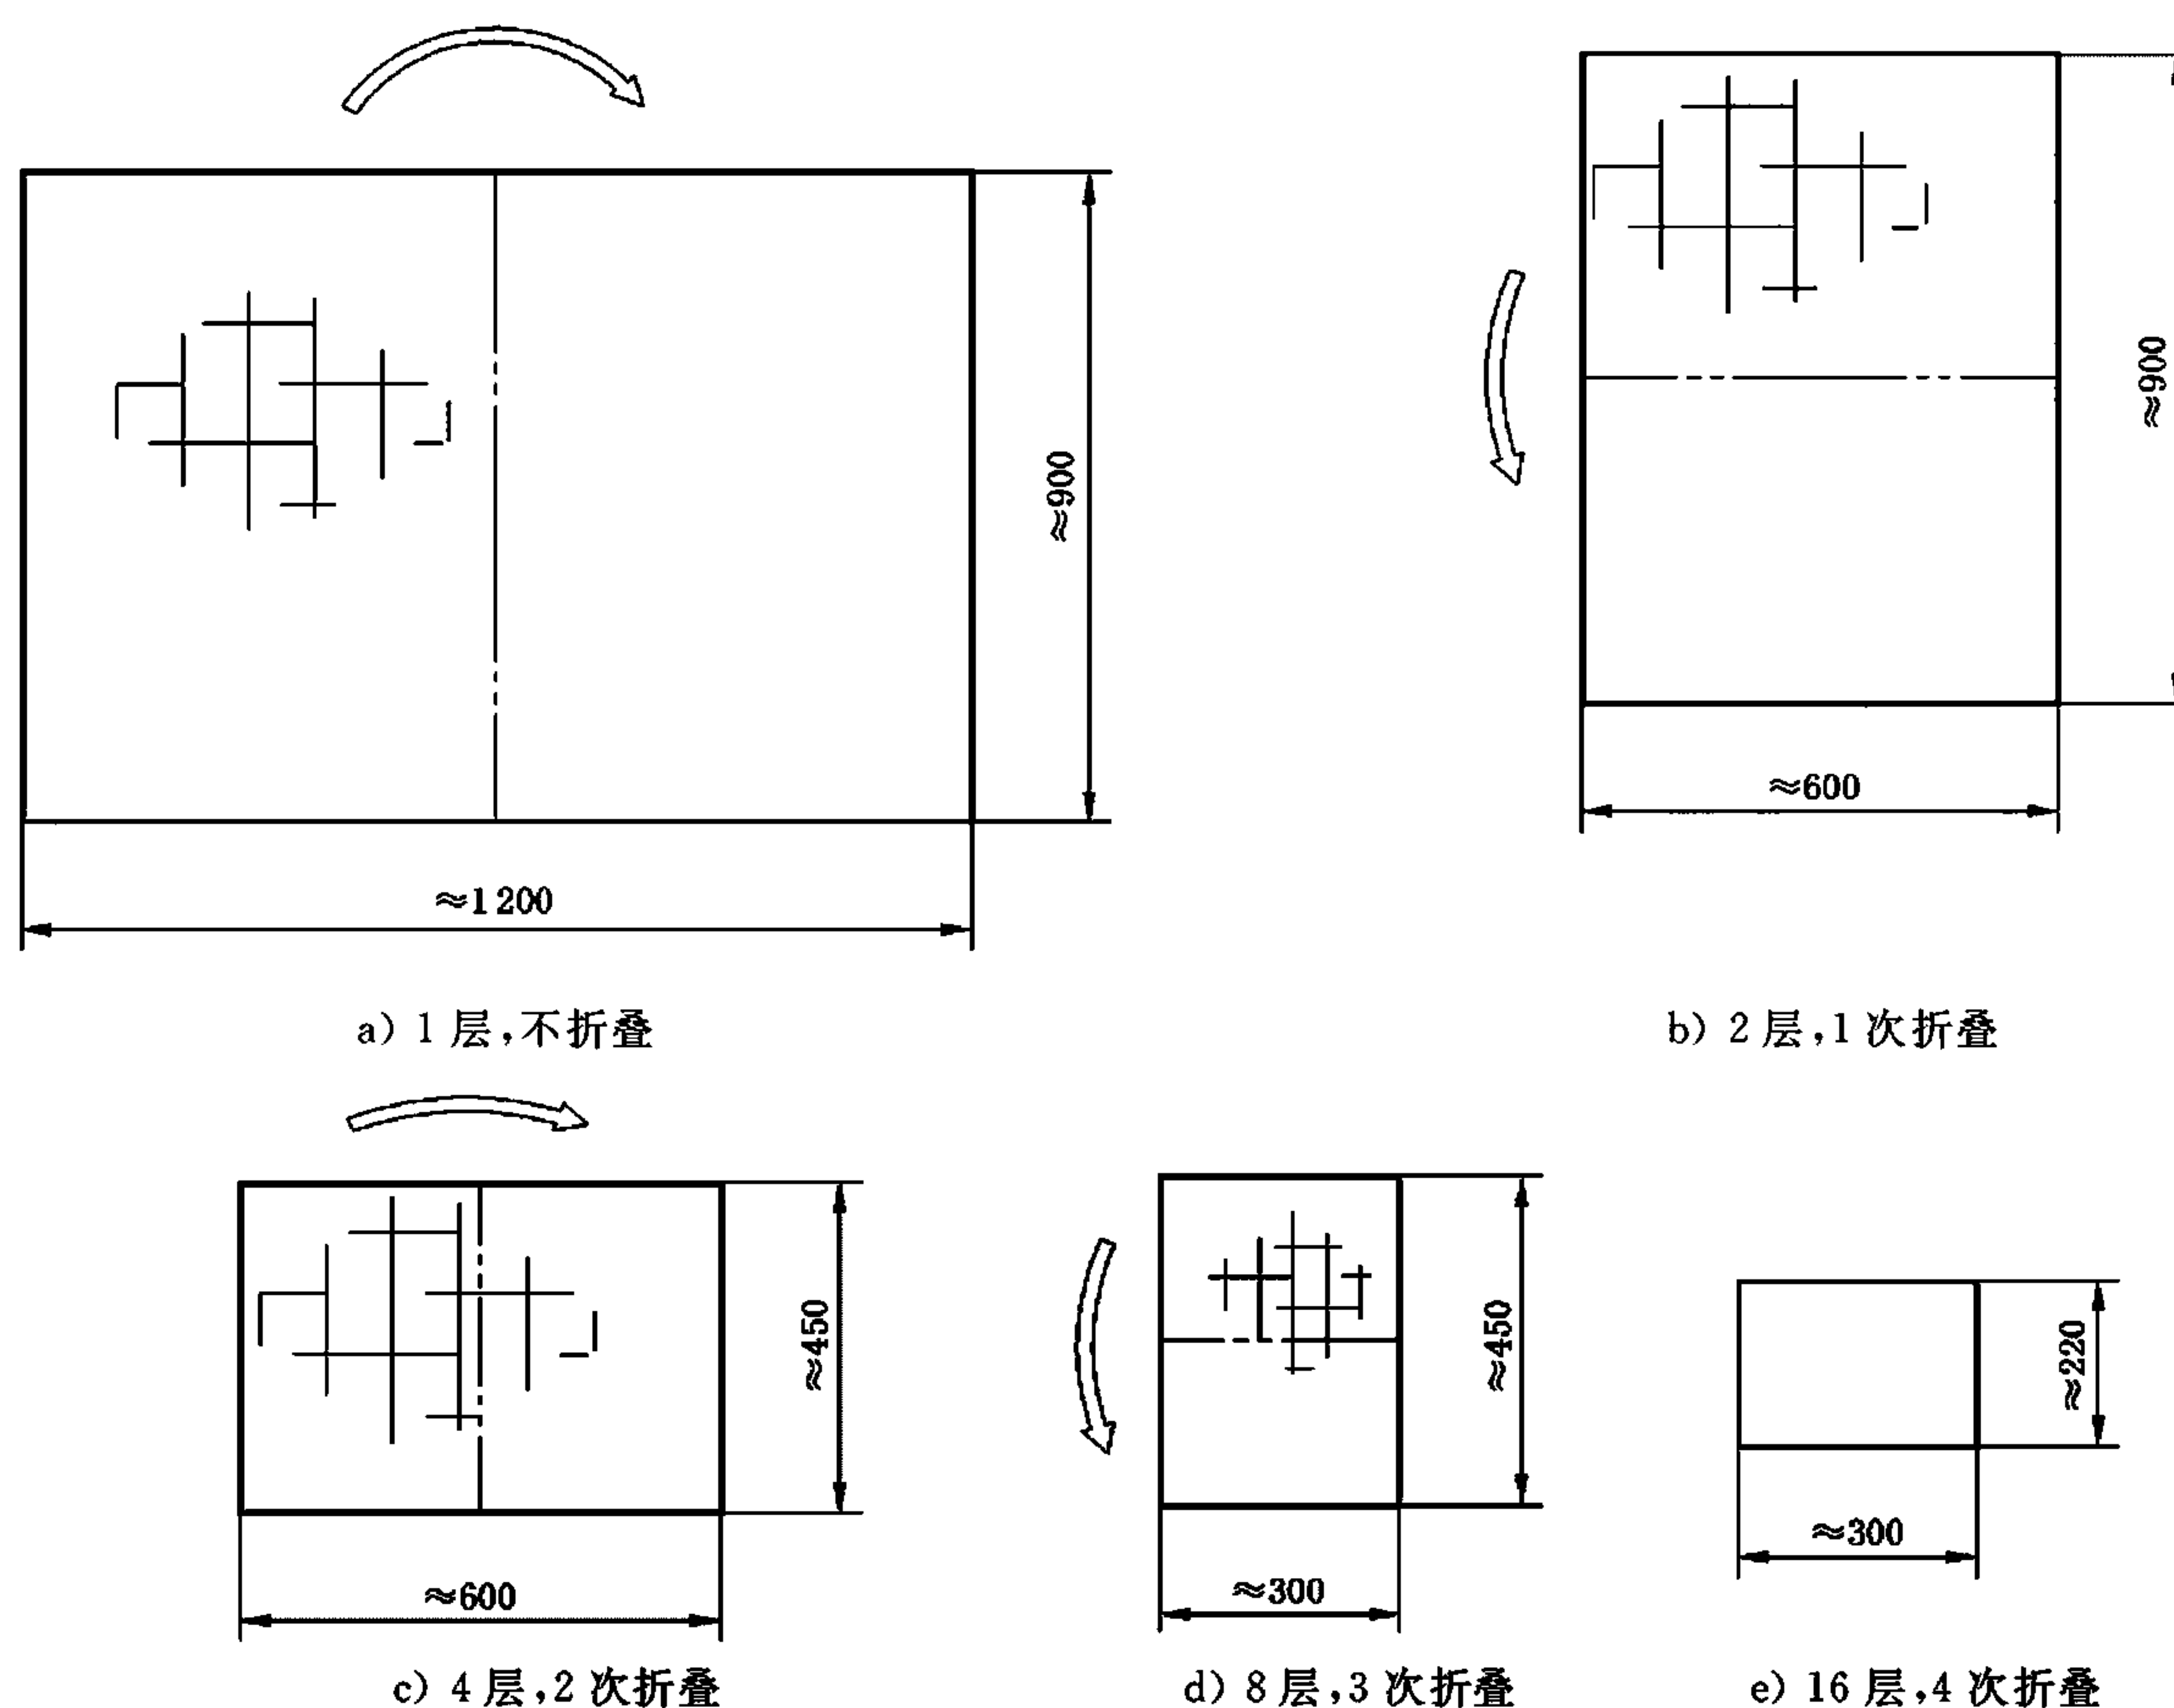 ≈900
≈1 200
a) 1 层,不折叠
≈900
≈600
b) 2 层,1 次折叠
≈450
≈600
c) 4 层,2 次折叠
≈450
≈300
d) 8 层,3 次折叠
≈220
≈300
e) 16 层,4 次折叠